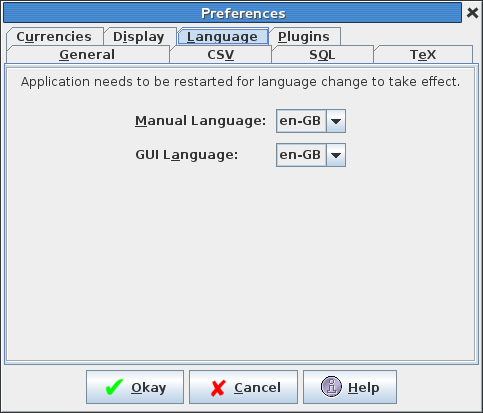 Preferences
Currencies Display Language Plugins
General CSV SQL TeX
Application needs to be restarted for language change to take effect.
Manual Language: en-GB
GUI Language: en-GB
Okay Cancel Help